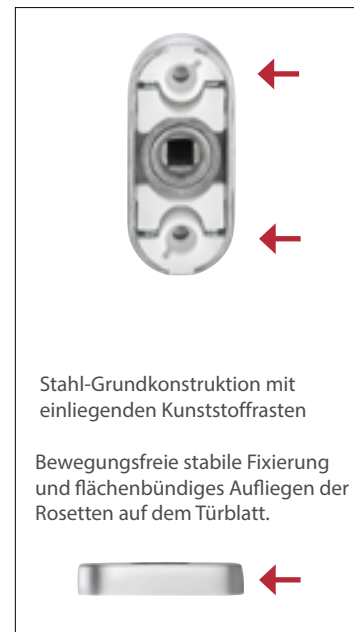 Stahl-Grundkonstruktion mit
einliegenden Kunststoffrasten
Bewegungsfreie stabile Fixierung
und flächenbündiges Aufliegen der
Rosetten auf dem Türblatt.